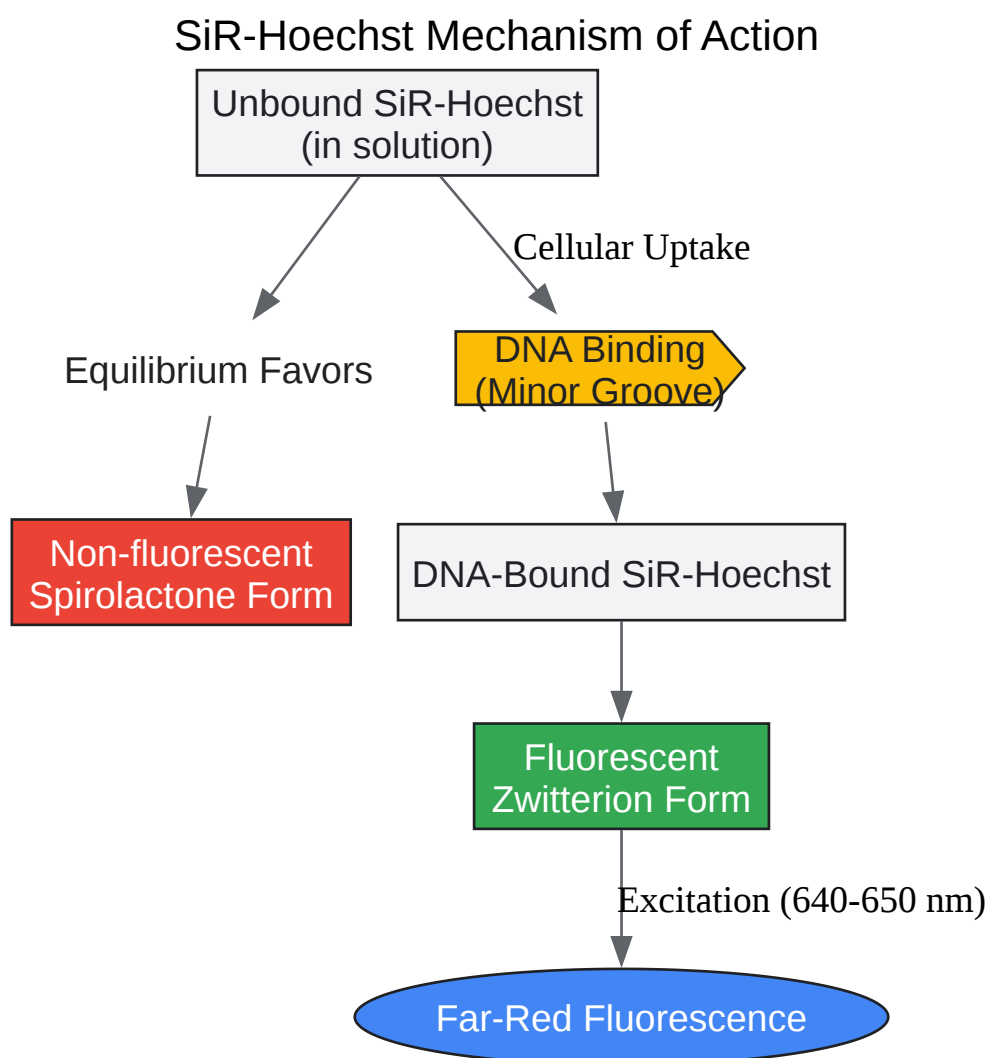 SiR-Hoechst Mechanism of Action
Unbound SiR-Hoechst
(in solution)
Cellular Uptake
Equilibrium Favors
DNA Binding
(Minor Groove)
Non-fluorescent
Spirolactone Form
DNA-Bound SiR-Hoechst
Fluorescent
Zwitterion Form
Excitation (640-650 nm)
Far-Red Fluorescence